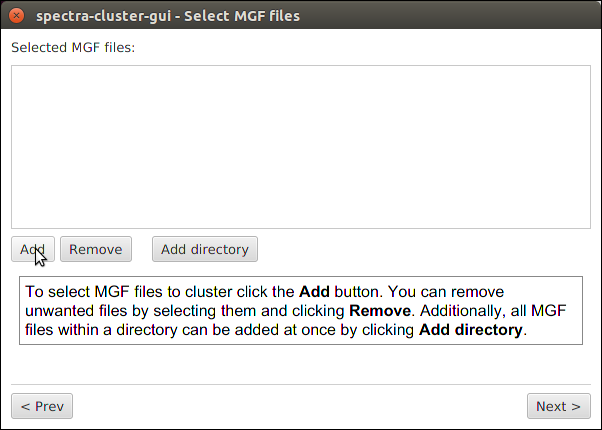 spectra-cluster-gui - Select MGF files
Selected MGF files:
Add Remove Add directory
To select MGF files to cluster click the Add button. You can remove
unwanted files by selecting them and clicking Remove. Additionally, all MGF
files within a directory can be added at once by clicking Add directory.
< Prev Next >